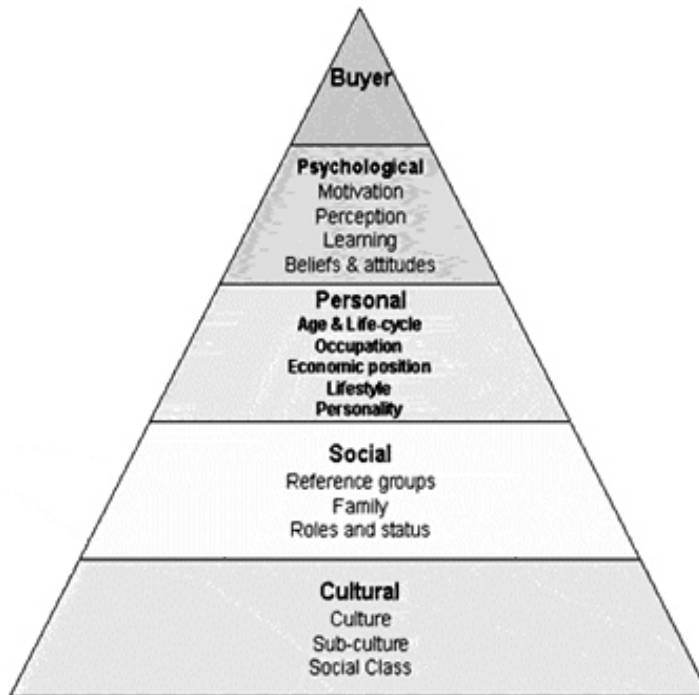 Buyer
Psychological
Motivation
Perception
Learning
Beliefs & attitudes
Personal
Age & Life-cycle
Occupation
Economic position
Lifestyle
Personality
Social
Reference groups
Family
Roles and status
Cultural
Culture
Sub-culture
Social Class